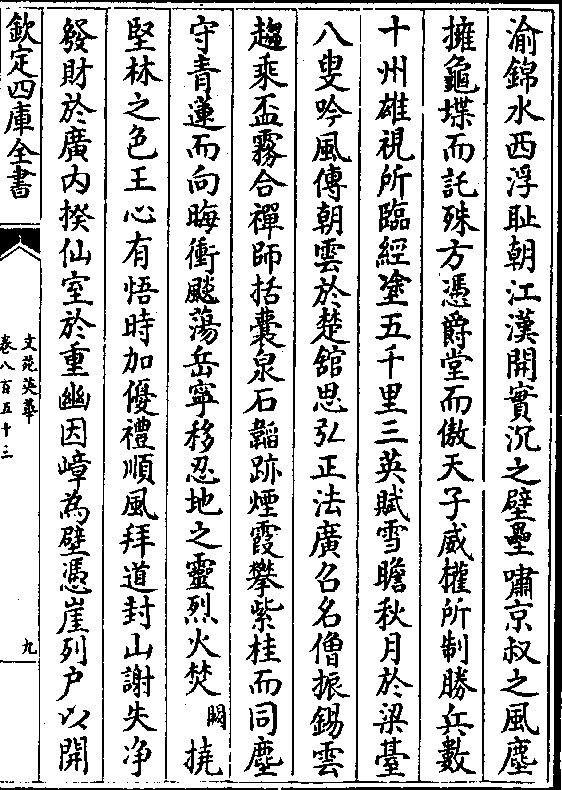 渝錦水西浮耻朝江漢開實沉之壁壘嘯京叔之風塵
擁龜堞而託殊方憑爵堂而傲天子威權所制勝兵數
十州雄視所臨經塗五千里三英賦雪瞻秋月於梁臺
八叟吟風傳朝雲於楚舘思弘正法廣召名僧振錫雲
趨乘盃霧合禪師括囊泉石韜跡煙霞攀紫桂而同塵
守青蓮而向晦衝飈蕩岳寧移忍地之靈烈火焚闕撓
堅林之色王心有悟時加優禮順風拜道封山謝失净
發財於廣内揆仙室於重幽因嶂為壁憑崖列户以開
欽定四庫全書
文苑英華
卷八百五十三
九